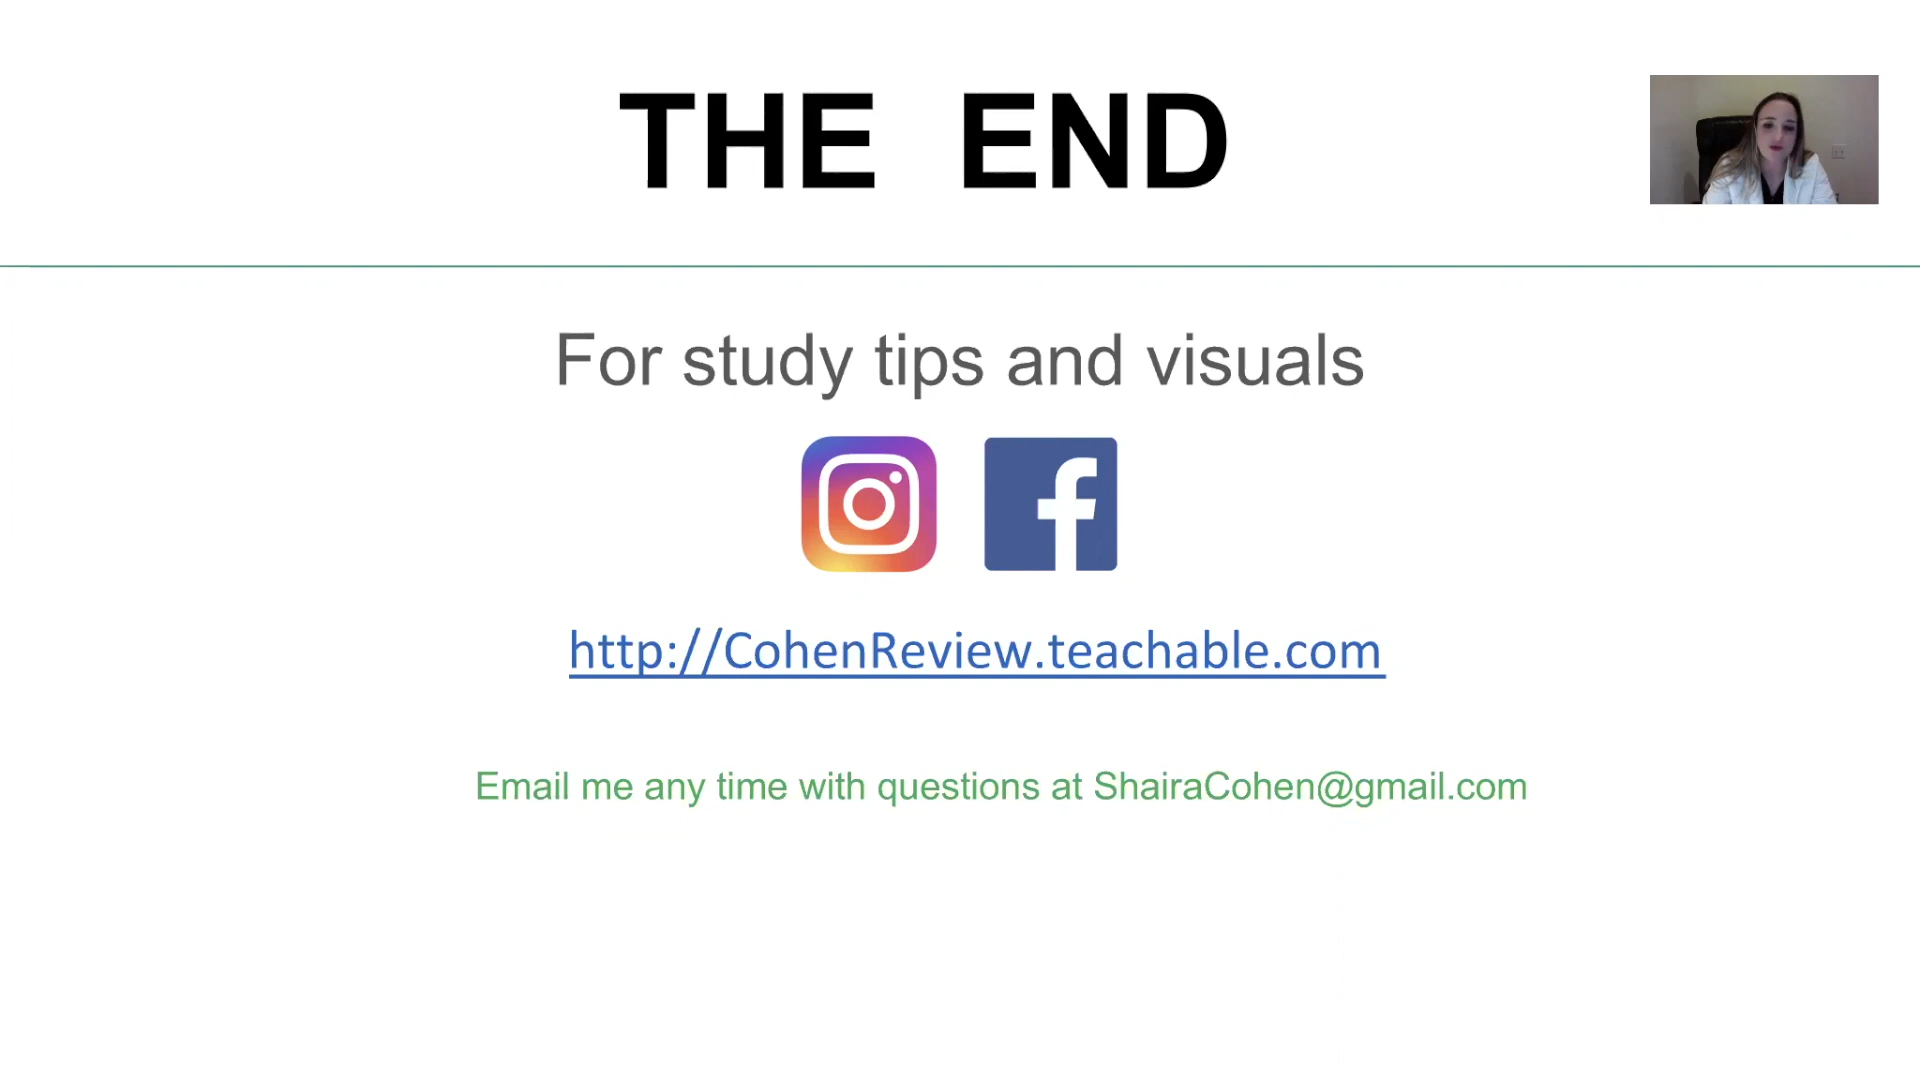 THE END
For study tips and visuals
http://CohenReview.teachable.com
Email me any time with questions at ShairaCohen@gmail.com